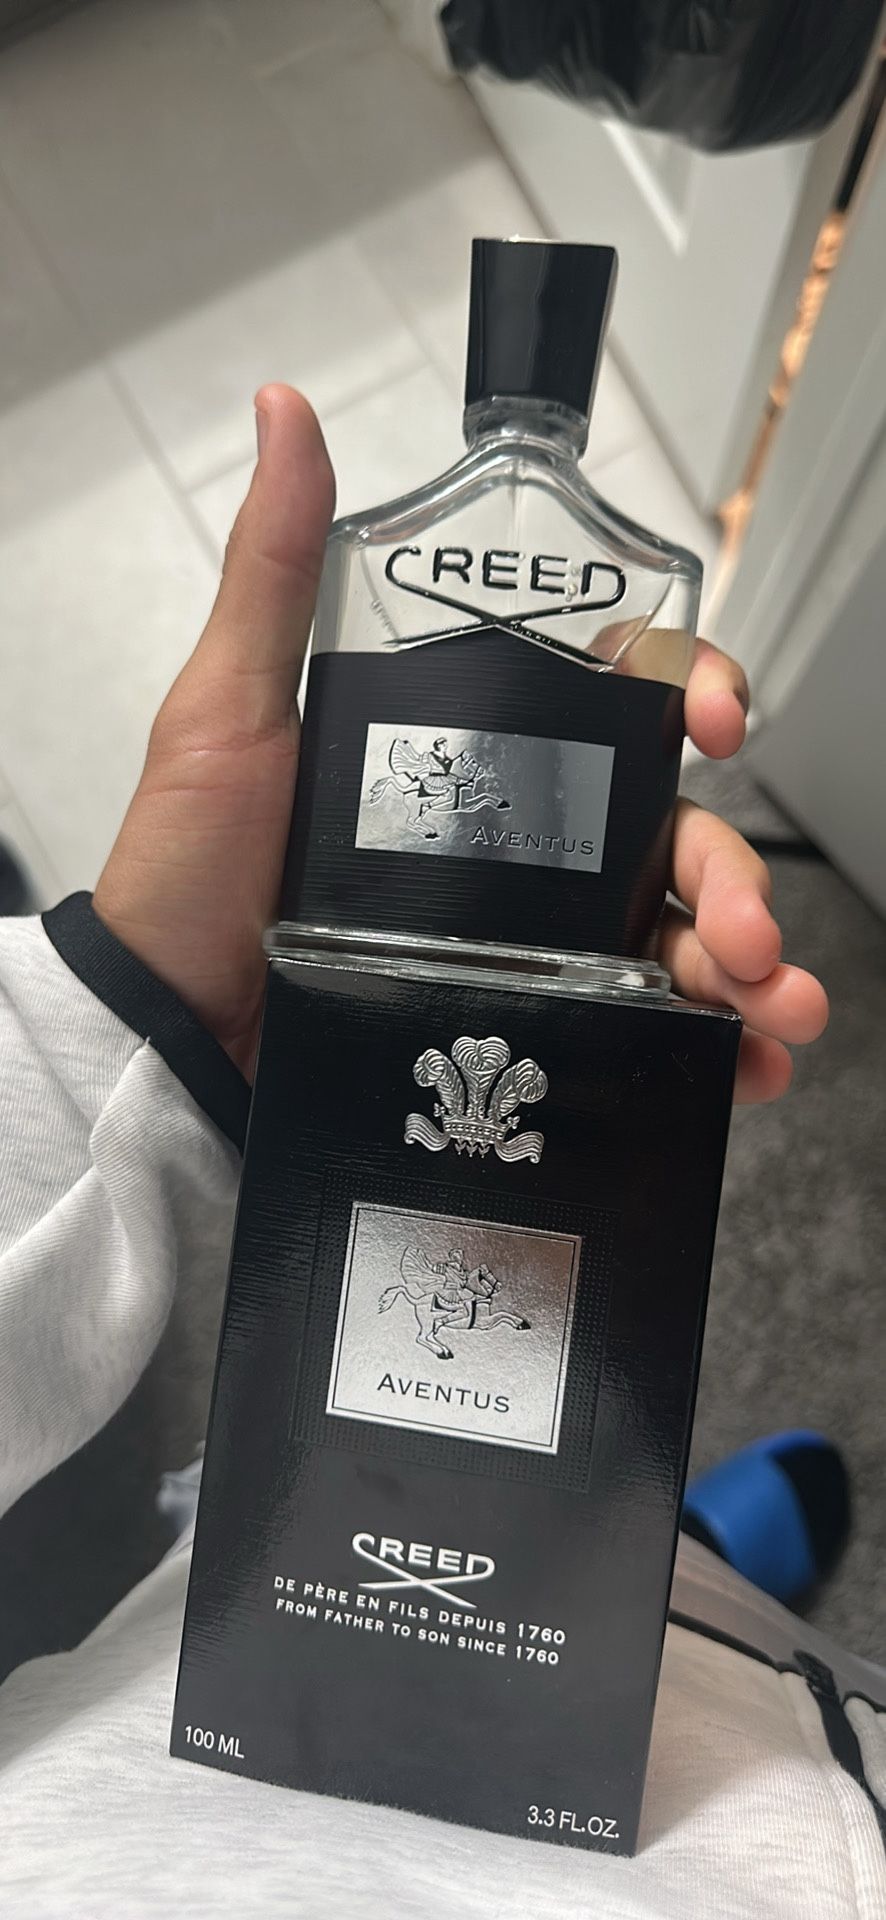 CREED
AVENTUS
AVENTUS
CREED
DE PÈRE EN FILS DEPUIS 1760
FROM FATHER TO SON SINCE 1760
100 ML
3.3 FL.OZ.